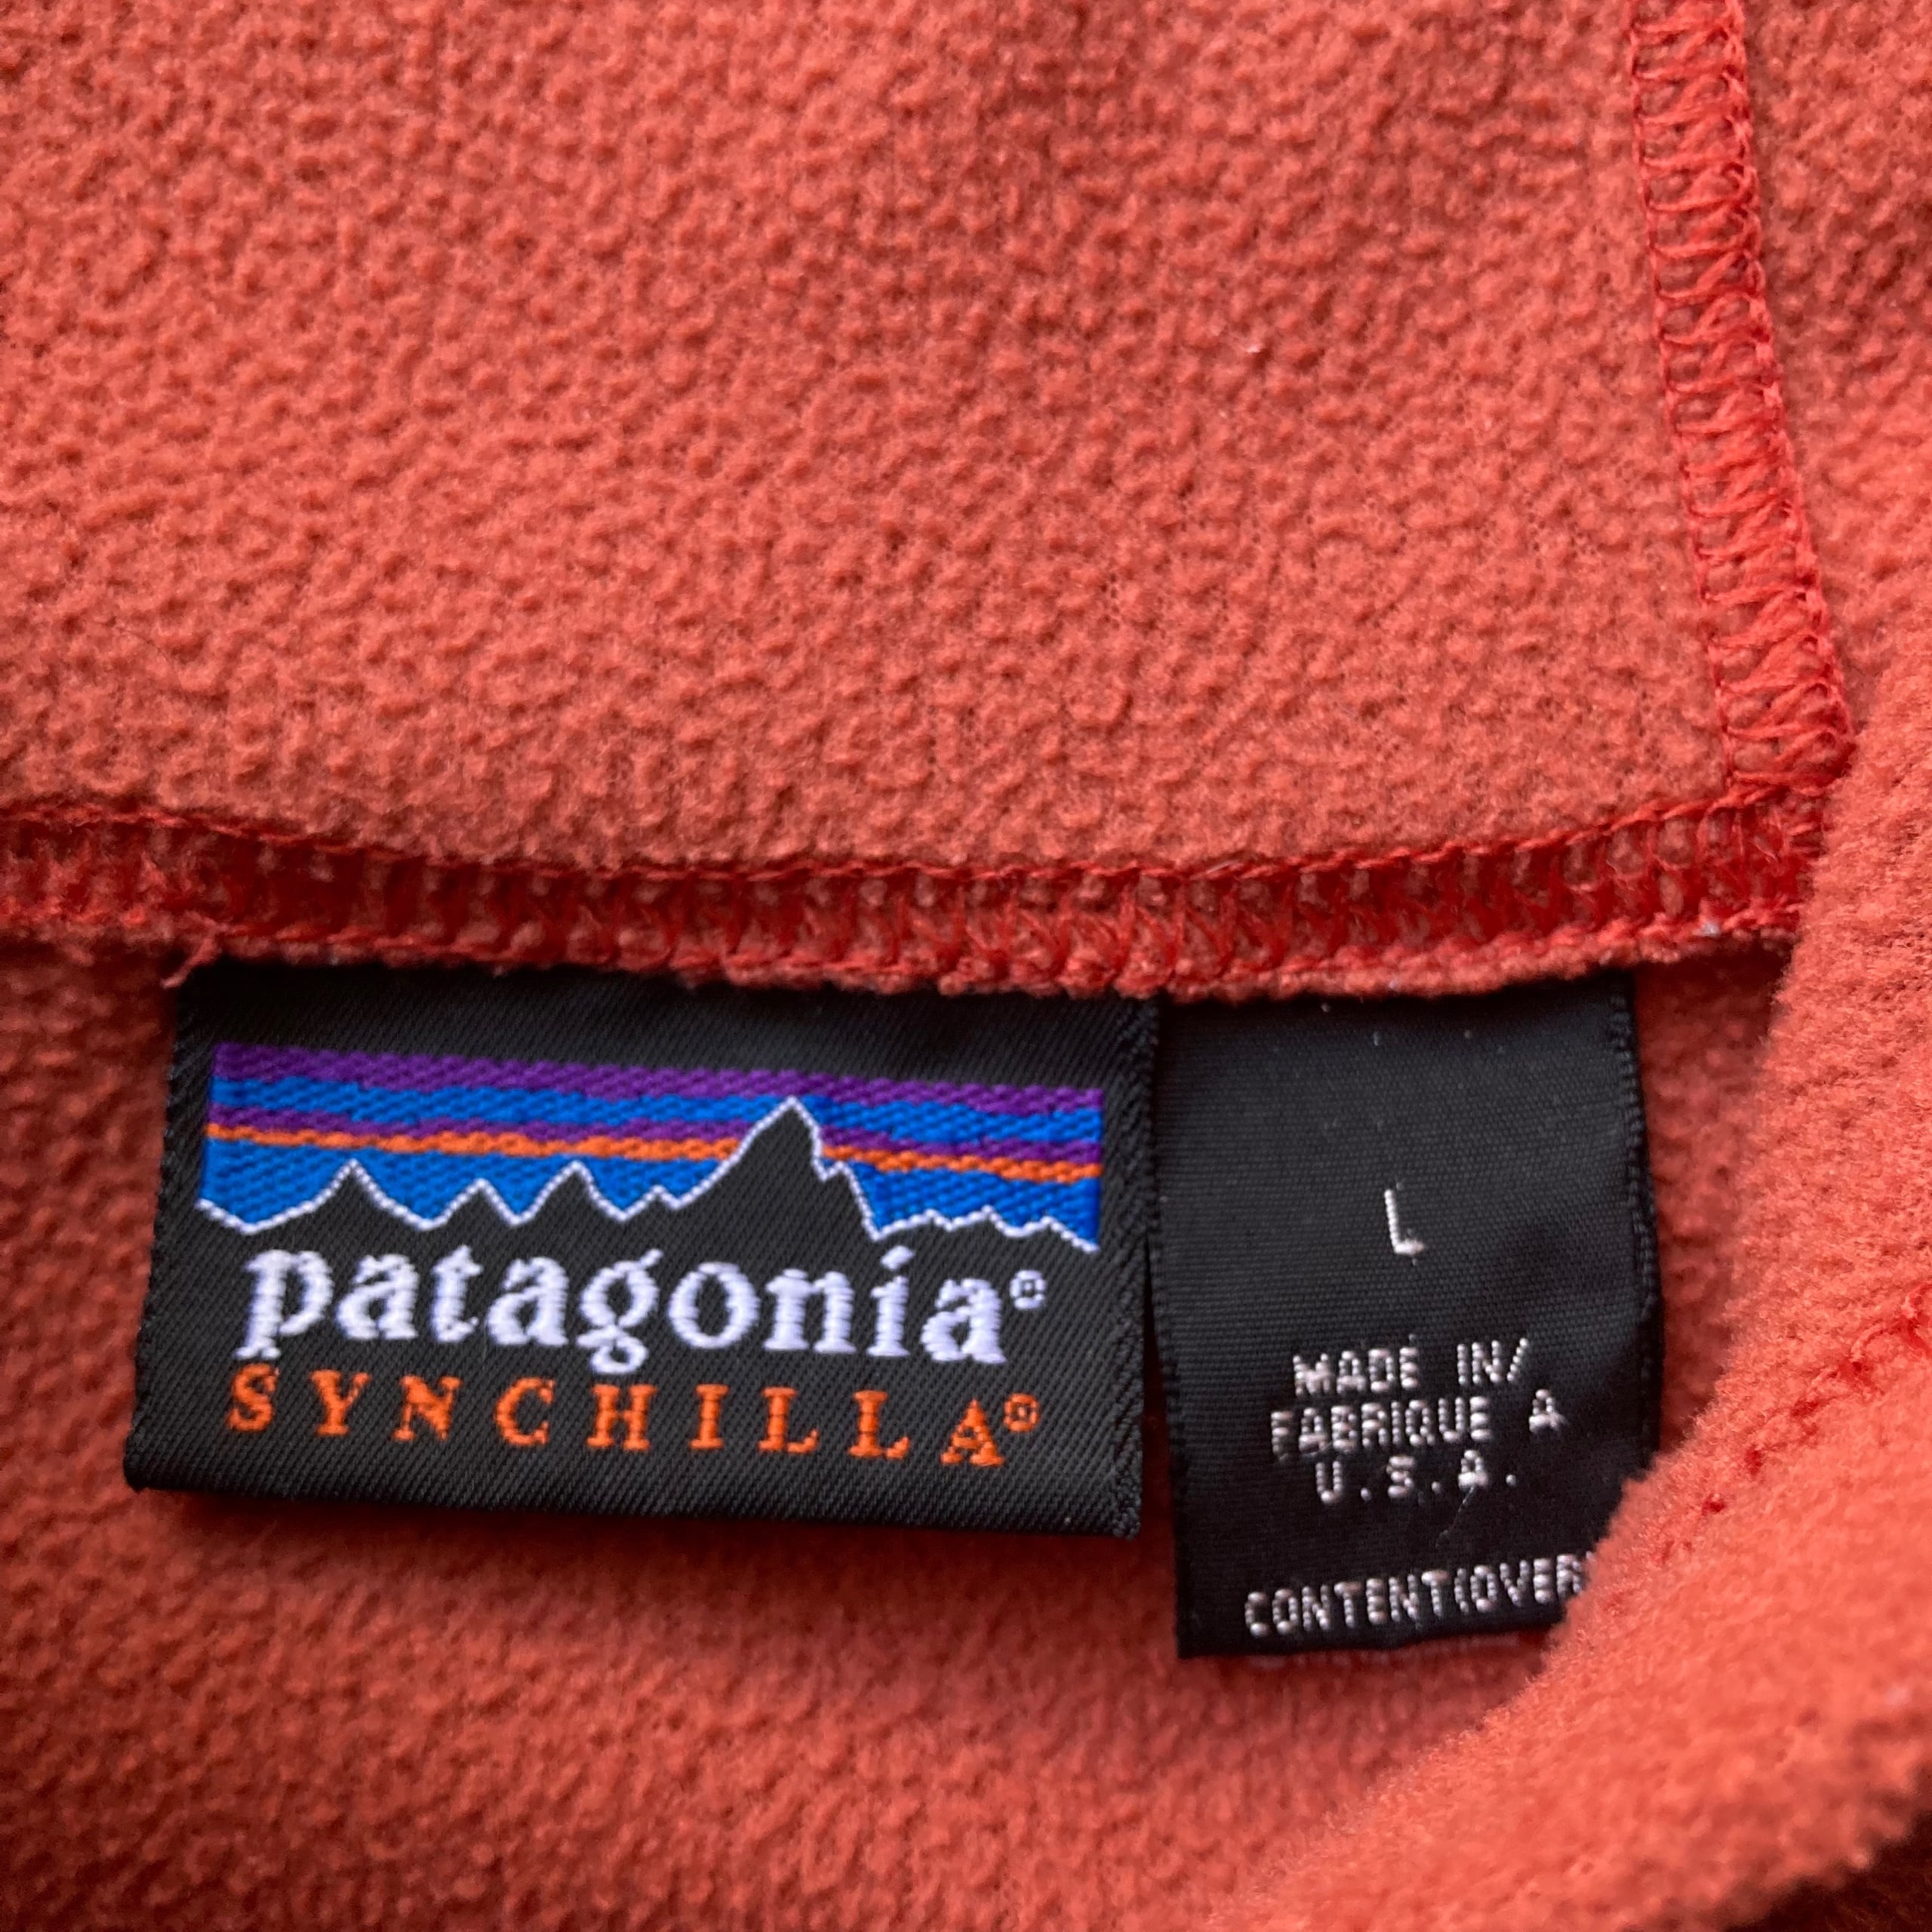 patagonia®
SYNCHILLA®
L
MADE IN/
FABRIQUE A
U.S.A.
CONTENT(OVER